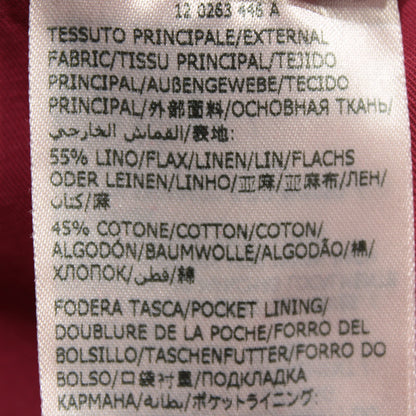 12 0263 446 A
TESSUTO PRINCIPALE/EXTERNAL
FABRIC/TISSU PRINCIPAL/TEJIDO
PRINCIPAL/AUßENGEWEBE/TECIDO
PRINCIPAL/外部面料/ОСНОВНАЯ ТКАНЬ/
القماش الخارجي/表地:
55% LINO/FLAX/LINEN/LIN/FLACHS
ODER LEINEN/LINHO/亚麻/亚麻布/ЛЕН/
كتان/麻
45% COTONE/COTTON/COTON/
ALGODÓN/BAUMWOLLE/ALGODÃO/棉/
ХЛОПОК/قطن/綿
FODERA TASCA/POCKET LINING/
DOUBLURE DE LA POCHE/FORRO DEL
BOLSILLO/TASCHENFUTTER/FORRO DO
BOLSO/口袋衬里/ПОДКЛАДКА
КАРМАНА/بطانة/ポケットライニング: